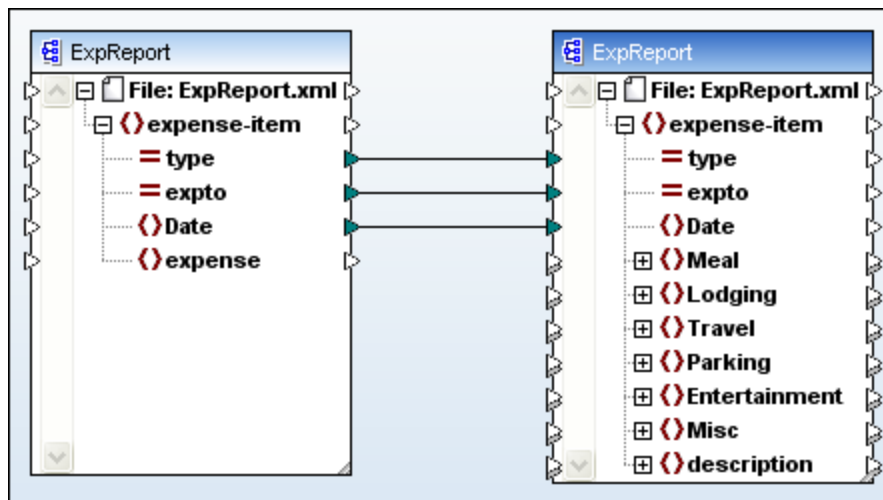 ExpReport
File: ExpReport.xml
expense-item
type
expto
Date
expense
ExpReport
File: ExpReport.xml
expense-item
type
expto
Date
Meal
Lodging
Travel
Parking
Entertainment
Misc
description